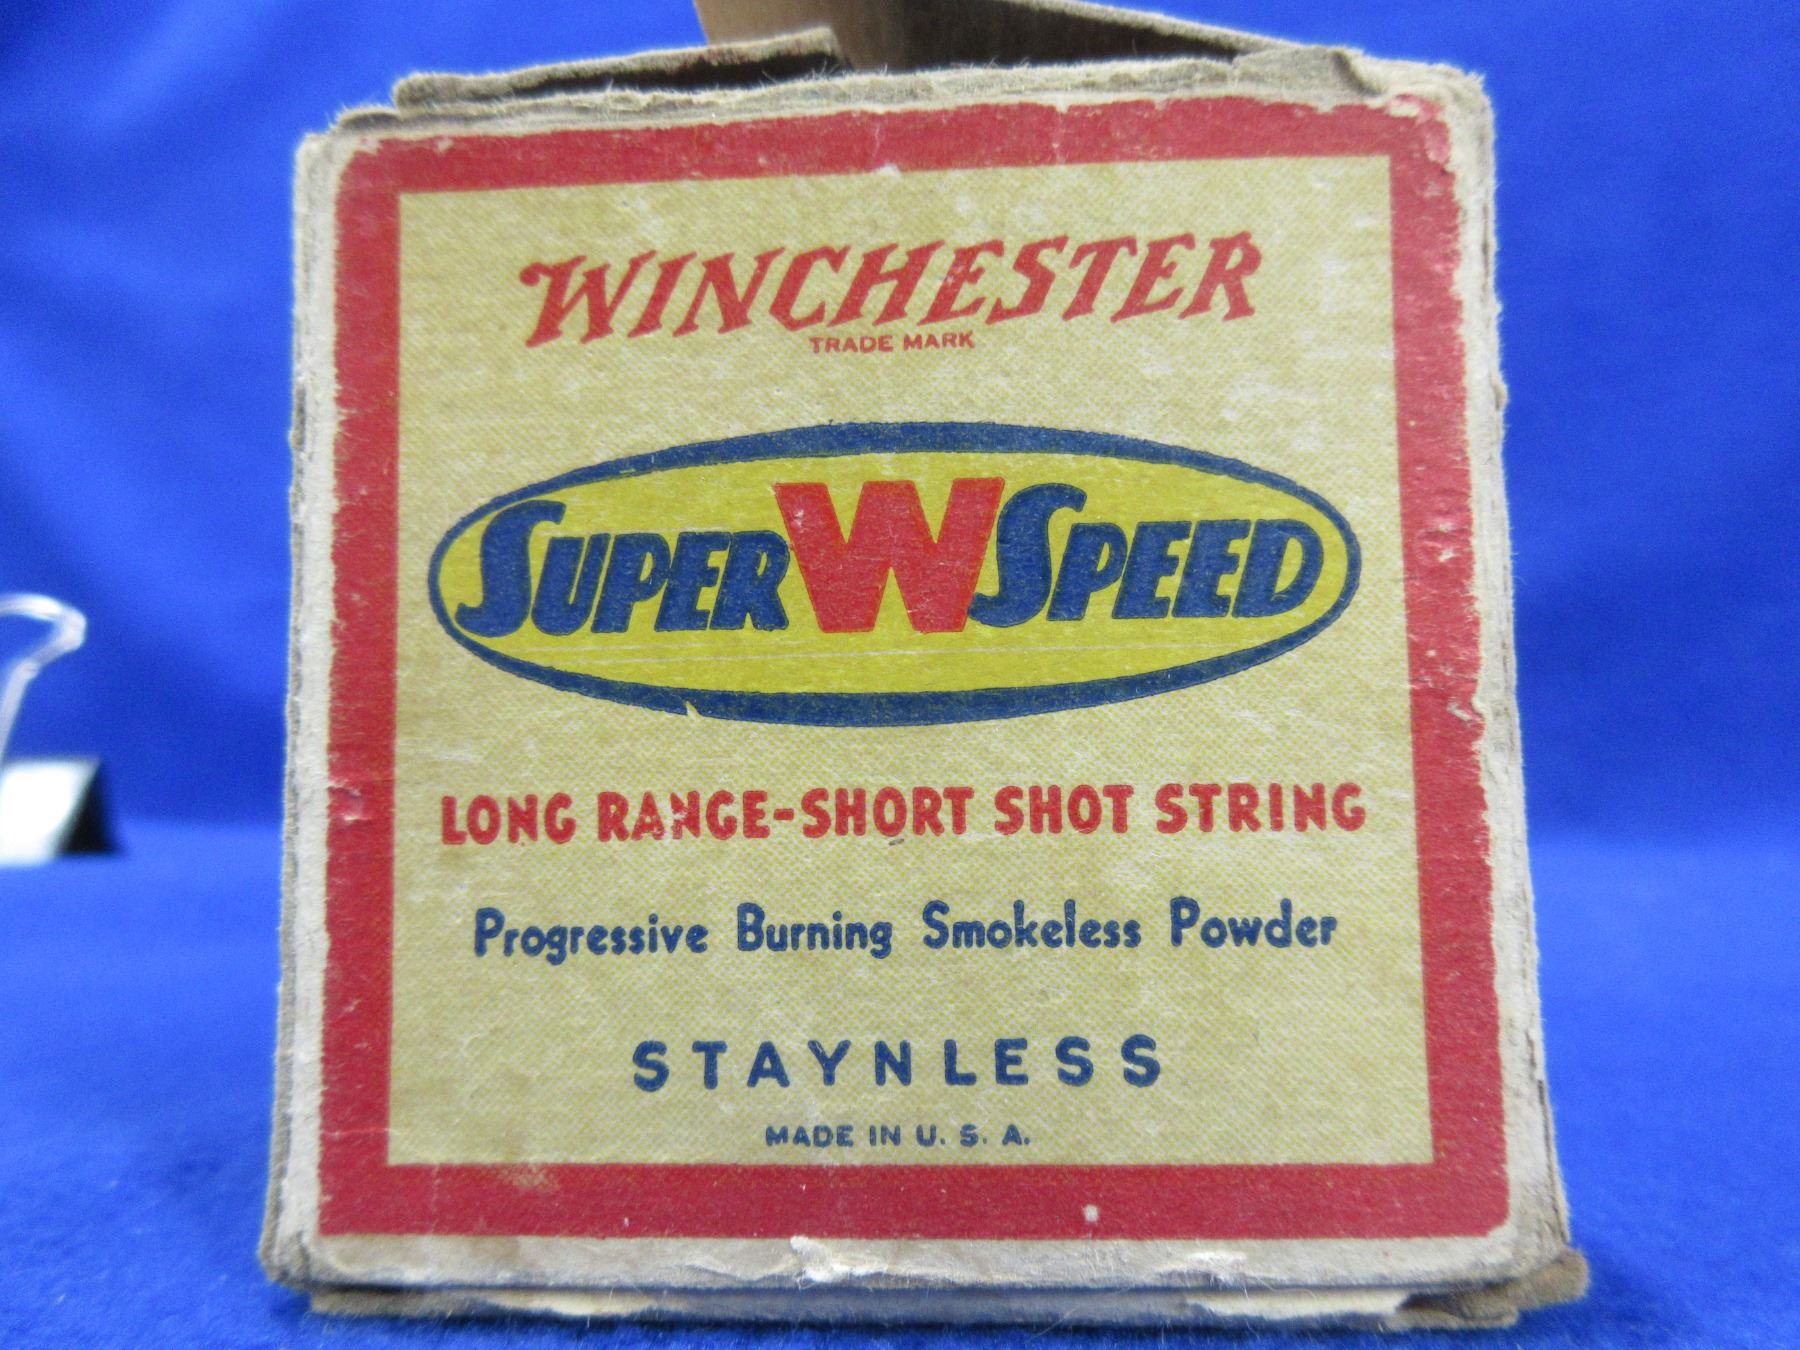 WINCHESTER
TRADE MARK
SUPER W SPEED
LONG RANGE-SHORT SHOT STRING
Progressive Burning Smokeless Powder
STAYNLESS
MADE IN U. S. A.